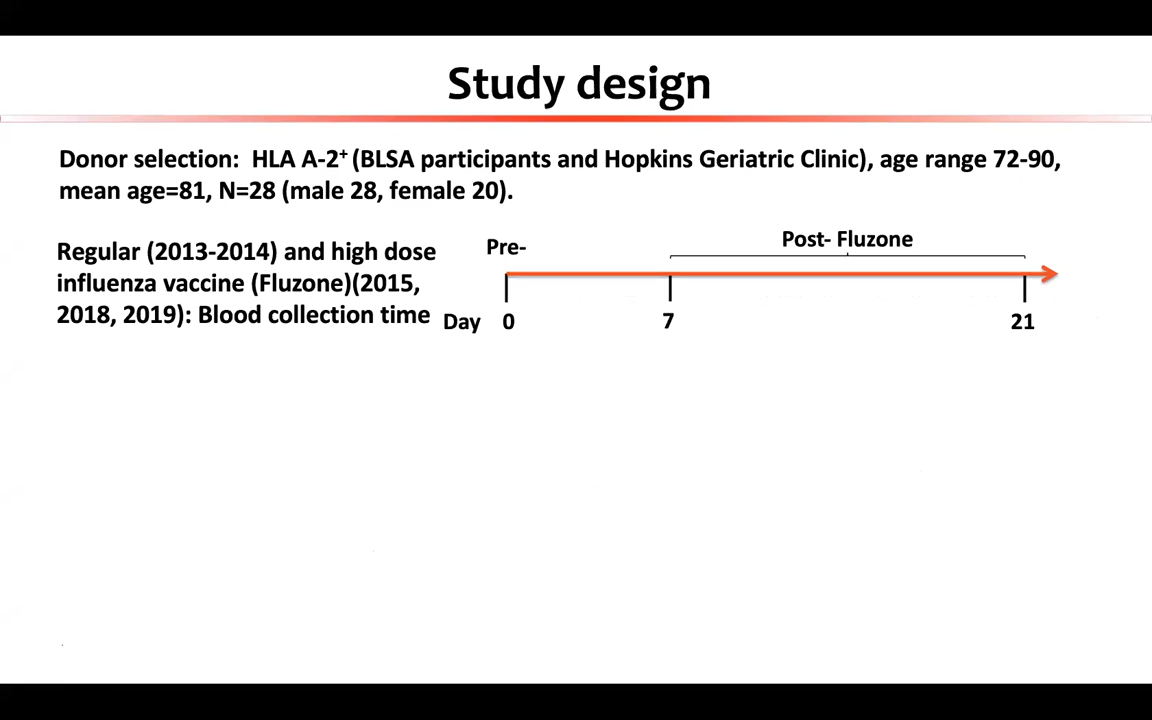 Study design
Donor selection:  HLA A-2⁺ (BLSA participants and Hopkins Geriatric Clinic), age range 72-90,
mean age=81, N=28 (male 28, female 20).
Regular (2013-2014) and high dose
influenza vaccine (Fluzone)(2015,
2018, 2019): Blood collection time
Pre-
Post- Fluzone
Day 0 7 21